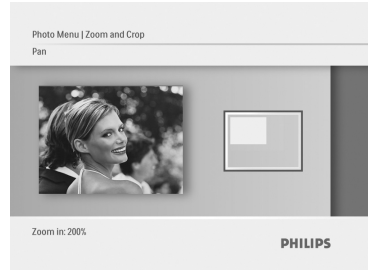 Photo Menu | Zoom and Crop
Pan
Zoom in: 200%
PHILIPS